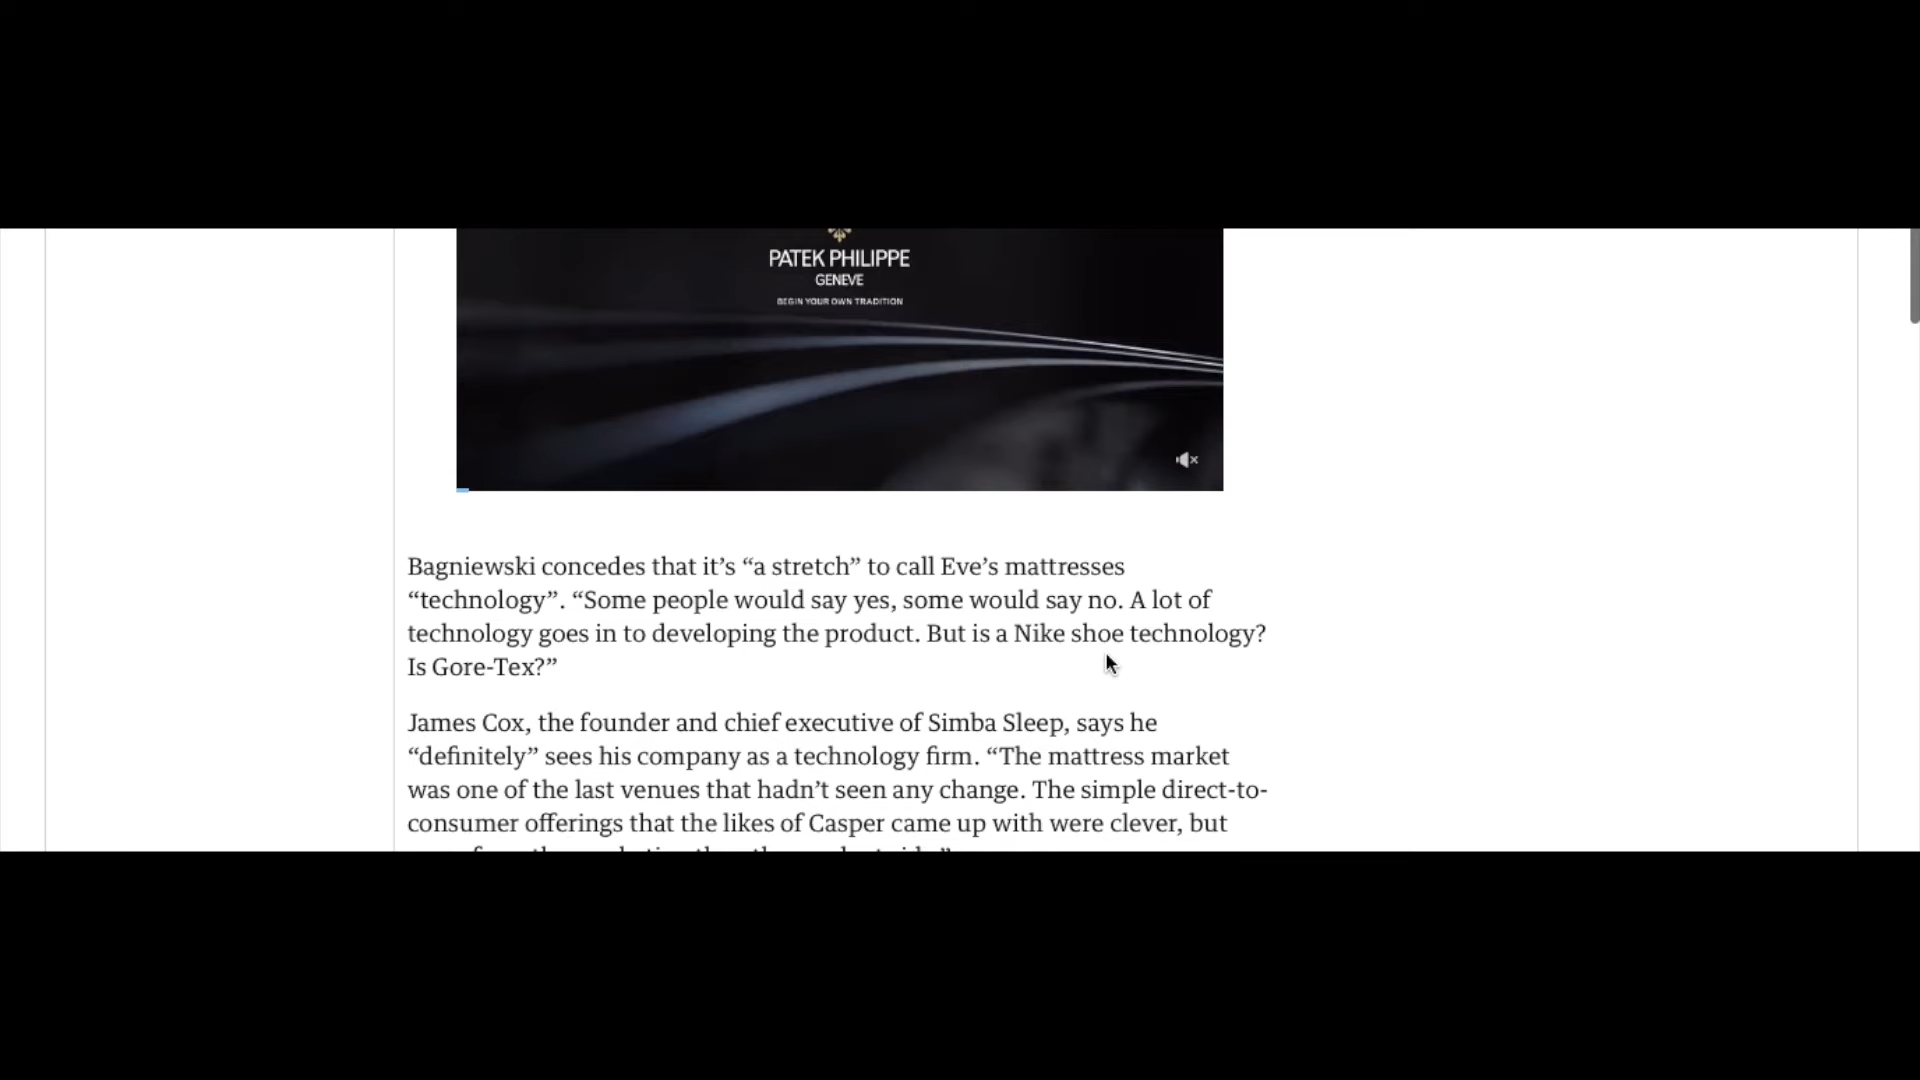 PATEK PHILIPPE
GENEVE
BEGIN YOUR OWN TRADITION
Bagniewski concedes that it’s “a stretch” to call Eve’s mattresses
“technology”. “Some people would say yes, some would say no. A lot of
technology goes in to developing the product. But is a Nike shoe technology?
Is Gore-Tex?”
James Cox, the founder and chief executive of Simba Sleep, says he
“definitely” sees his company as a technology firm. “The mattress market
was one of the last venues that hadn’t seen any change. The simple direct-to-
consumer offerings that the likes of Casper came up with were clever, but